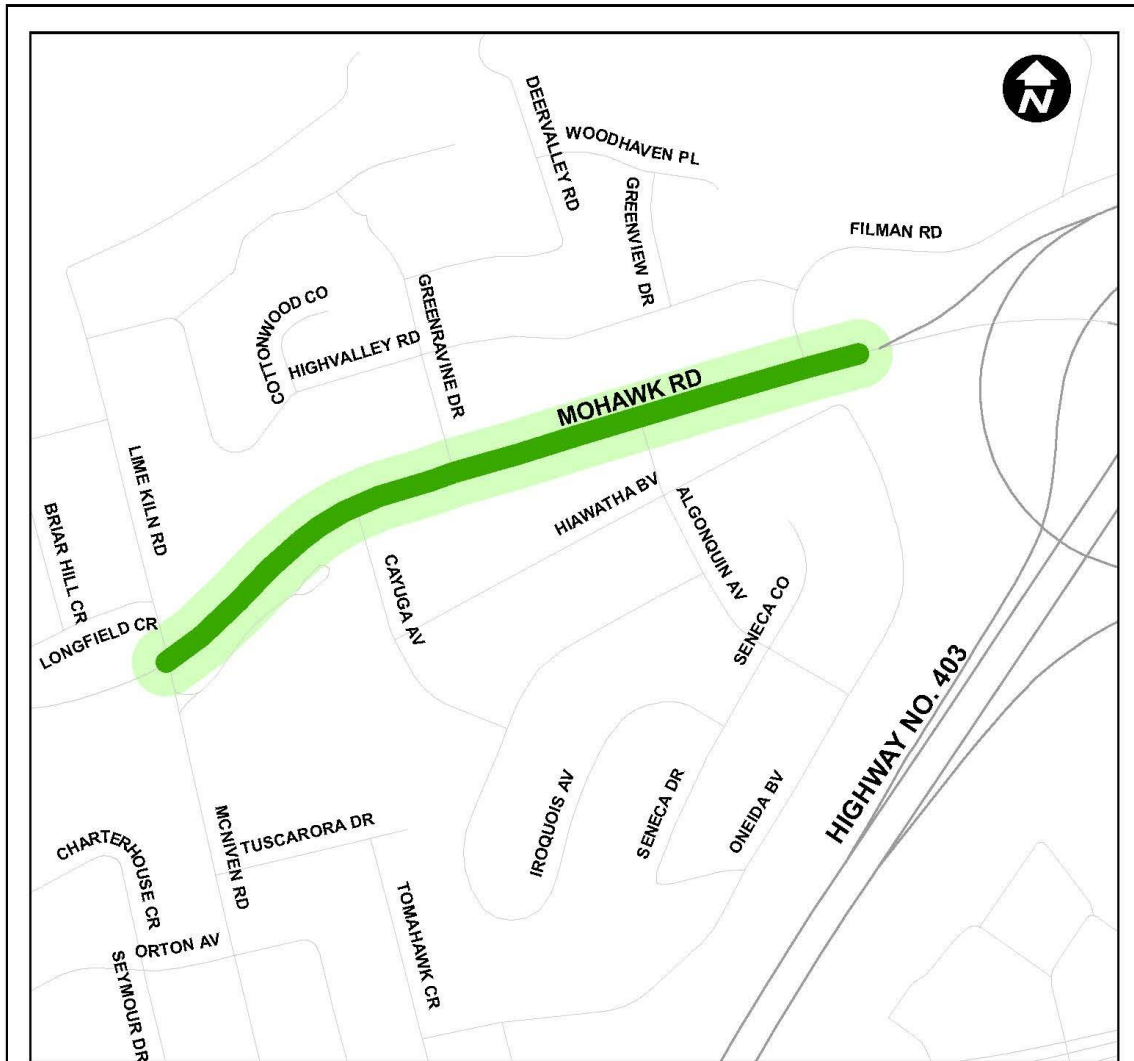 N
DEERVALLEY RD
WOODHAVEN PL
GREENVIEW DR
FILMAN RD
COTTONWOOD CO
GREENRAVINE DR
HIGHVALLEY RD
MOHAWK RD
LIME KILN RD
BRIAR HILL CR
LONGFIELD CR
HIAWATHA BV
ALGONQUIN AV
CAYUGA AV
SENECA CO
HIGHWAY NO. 403
IROQUOIS AV
SENECA DR
ONEIDA BV
MCNIVEN RD
TUSCARORA DR
CHARTERHOUSE CR
TOMAHAWK CR
ORTON AV
SEYMOUR DR